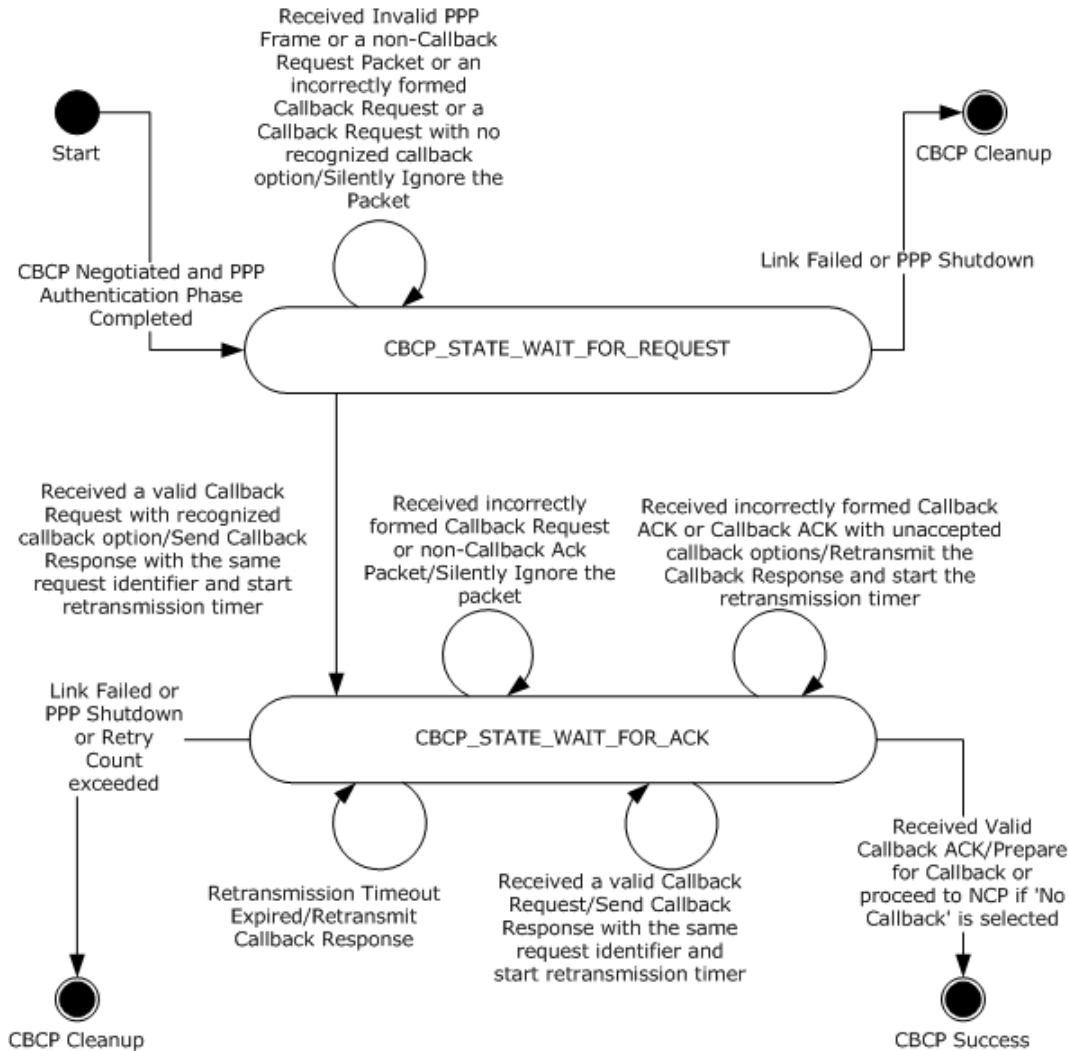 Received Invalid PPP
Frame or a non-Callback
Request Packet or an
incorrectly formed
Callback Request or a
Callback Request with no
recognized callback
option/Silently Ignore the
Packet
Start
CBCP Cleanup
CBCP Negotiated and PPP
Authentication Phase
Completed
Link Failed or PPP Shutdown
CBCP_STATE_WAIT_FOR_REQUEST
Received a valid Callback
Request with recognized
callback option/Send Callback
Response with the same
request identifier and start
retransmission timer
Received incorrectly
formed Callback Request
or non-Callback Ack
Packet/Silently Ignore the
packet
Received incorrectly formed Callback
ACK or Callback ACK with unaccepted
callback options/Retransmit the
Callback Response and start the
retransmission timer
Link Failed or
PPP Shutdown
or Retry
Count
exceeded
CBCP_STATE_WAIT_FOR_ACK
Retransmission Timeout
Expired/Retransmit
Callback Response
Received a valid Callback
Request/Send Callback
Response with the same
request identifier and
start retransmission timer
Received Valid
Callback ACK/Prepare
for Callback or
proceed to NCP if 'No
Callback' is selected
CBCP Cleanup
CBCP Success